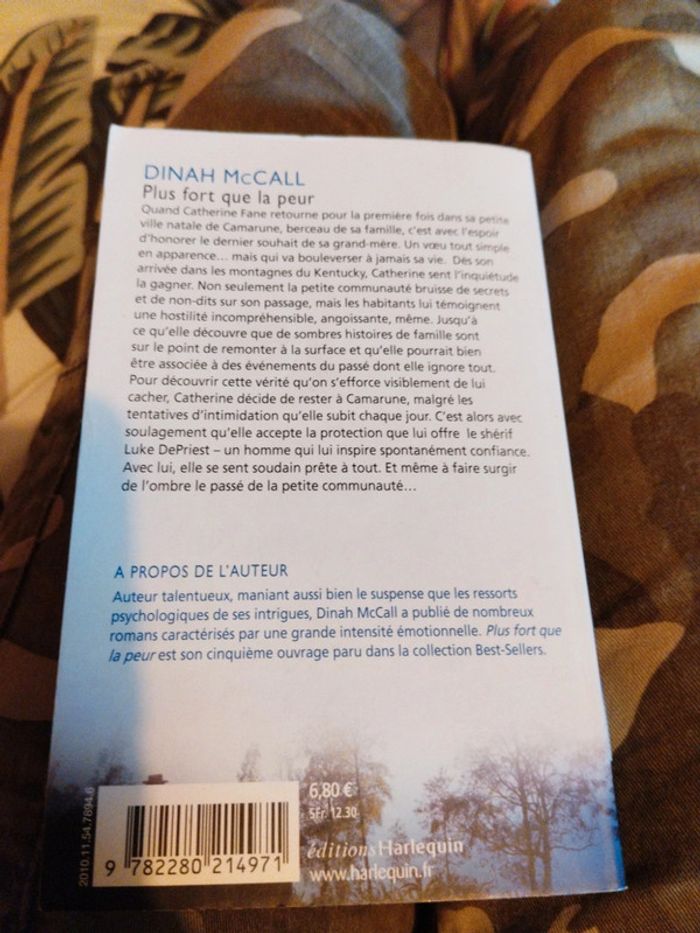 DINAH McCALL
Plus fort que la peur
Quand Catherine Fane retourne pour la première fois dans sa petite
ville natale de Camarune, berceau de sa famille, c'est avec l'espoir
d'honorer le dernier souhait de sa grand-mère. Un vœu tout simple
en apparence... mais qui va bouleverser à jamais sa vie. Dès son
arrivée dans les montagnes du Kentucky, Catherine sent l'inquiétude
la gagner. Non seulement la petite communauté bruisse de secrets
et de non-dits sur son passage, mais les habitants lui témoignent
une hostilité incompréhensible, angoissante, même. Jusqu'à
ce qu'elle découvre que de sombres histoires de famille sont
sur le point de remonter à la surface et qu'elle pourrait bien
être associée à des événements du passé dont elle ignore tout.
Pour découvrir cette vérité qu'on s'efforce visiblement de lui
cacher, Catherine décide de rester à Camarune, malgré les
tentatives d'intimidation qu'elle subit chaque jour. C'est alors avec
soulagement qu'elle accepte la protection que lui offre le shérif
Luke DePriest – un homme qui lui inspire spontanément confiance.
Avec lui, elle se sent soudain prête à tout. Et même à faire surgir
de l'ombre le passé de la petite communauté...
A PROPOS DE L'AUTEUR
Auteur talentueux, maniant aussi bien le suspense que les ressorts
psychologiques de ses intrigues, Dinah McCall a publié de nombreux
romans caractérisés par une grande intensité émotionnelle. Plus fort que
la peur est son cinquième ouvrage paru dans la collection Best-Sellers.
2010.11.54.7894.6
9 782280 214971
6,80 €
SFr. 12.30
éditions Harlequin
www.harlequin.fr